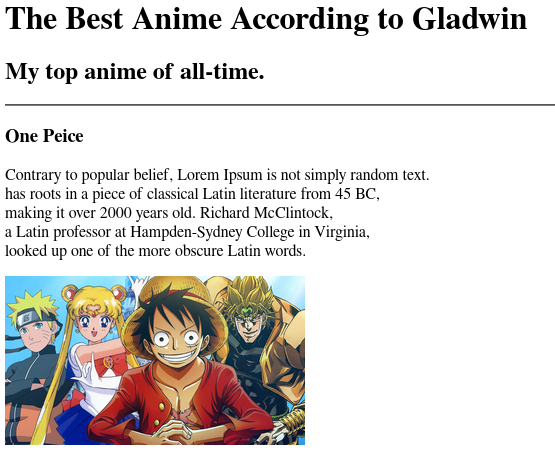 The Best Anime According to Gladwin
My top anime of all-time.
One Peice
Contrary to popular belief, Lorem Ipsum is not simply random text.
has roots in a piece of classical Latin literature from 45 BC,
making it over 2000 years old. Richard McClintock,
a Latin professor at Hampden-Sydney College in Virginia,
looked up one of the more obscure Latin words.